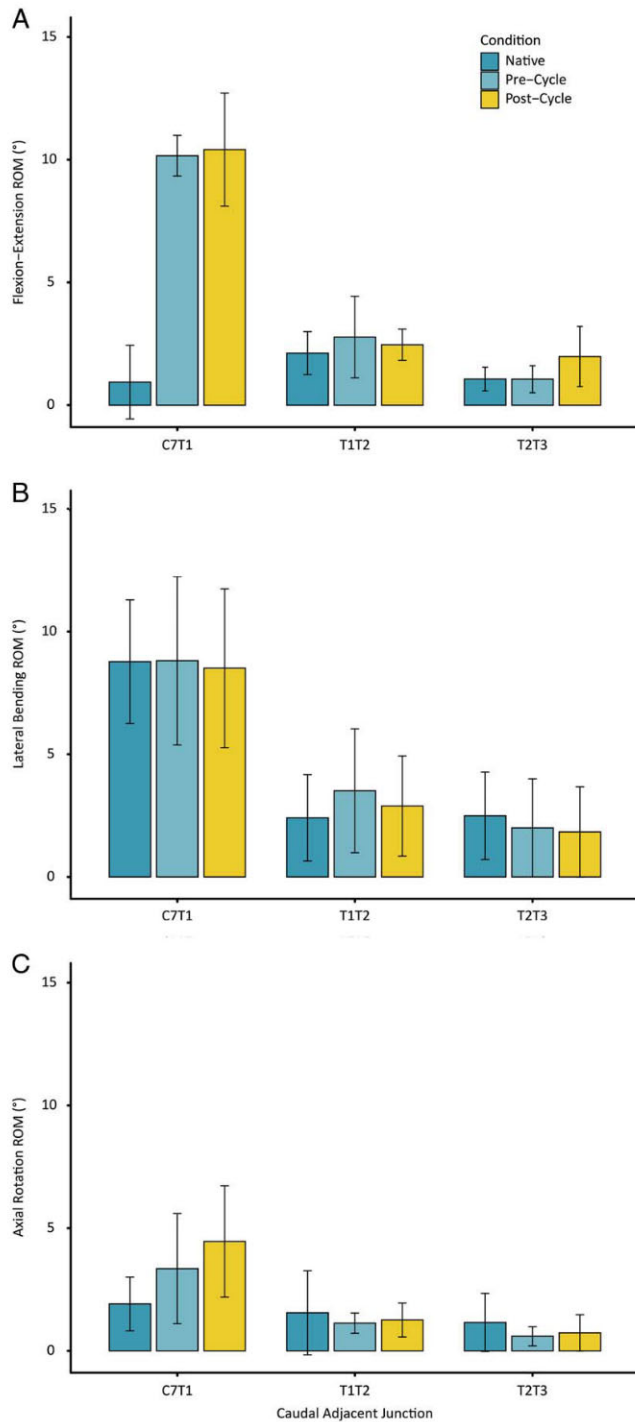 A
15
10
5
0
Flexion−Extension ROM (°)
Condition
Native
Pre−Cycle
Post−Cycle
C7T1 T1T2 T2T3
B
15
10
5
0
Lateral Bending ROM (°)
C7T1 T1T2 T2T3
C
15
10
5
0
Axial Rotation ROM (°)
C7T1 T1T2 T2T3
Caudal Adjacent Junction